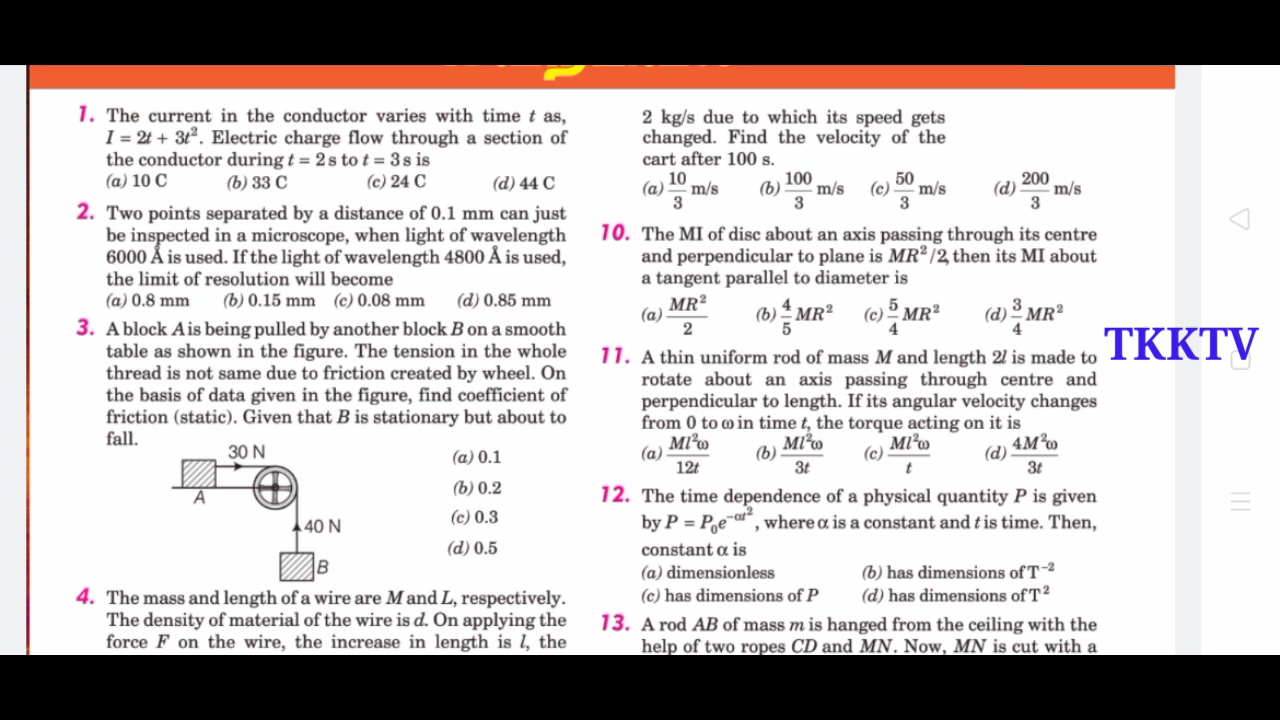 1. The current in the conductor varies with time t as,
I = 2t + 3t². Electric charge flow through a section of
the conductor during t = 2 s to t = 3 s is
(a) 10 C (b) 33 C (c) 24 C (d) 44 C
2. Two points separated by a distance of 0.1 mm can just
be inspected in a microscope, when light of wavelength
6000 Å is used. If the light of wavelength 4800 Å is used,
the limit of resolution will become
(a) 0.8 mm (b) 0.15 mm (c) 0.08 mm (d) 0.85 mm
3. A block A is being pulled by another block B on a smooth
table as shown in the figure. The tension in the whole
thread is not same due to friction created by wheel. On
the basis of data given in the figure, find coefficient of
friction (static). Given that B is stationary but about to
fall.
30 N
A
40 N
B
(a) 0.1
(b) 0.2
(c) 0.3
(d) 0.5
4. The mass and length of a wire are M and L, respectively.
The density of material of the wire is d. On applying the
force F on the wire, the increase in length is l, the
2 kg/s due to which its speed gets
changed. Find the velocity of the
cart after 100 s.
(a) 10/3 m/s (b) 100/3 m/s (c) 50/3 m/s (d) 200/3 m/s
10. The MI of disc about an axis passing through its centre
and perpendicular to plane is MR²/2, then its MI about
a tangent parallel to diameter is
(a) MR²/2 (b) 4/5 MR² (c) 5/4 MR² (d) 3/4 MR²
11. A thin uniform rod of mass M and length 2l is made to
rotate about an axis passing through centre and
perpendicular to length. If its angular velocity changes
from 0 to ω in time t, the torque acting on it is
(a) Ml²ω/12t (b) Ml²ω/3t (c) Ml²ω/t (d) 4M²ω/3t
12. The time dependence of a physical quantity P is given
by P = P₀e^(−αt²), where α is a constant and t is time. Then,
constant α is
(a) dimensionless (b) has dimensions of T⁻²
(c) has dimensions of P (d) has dimensions of T²
13. A rod AB of mass m is hanged from the ceiling with the
help of two ropes CD and MN. Now, MN is cut with a
TKKTV